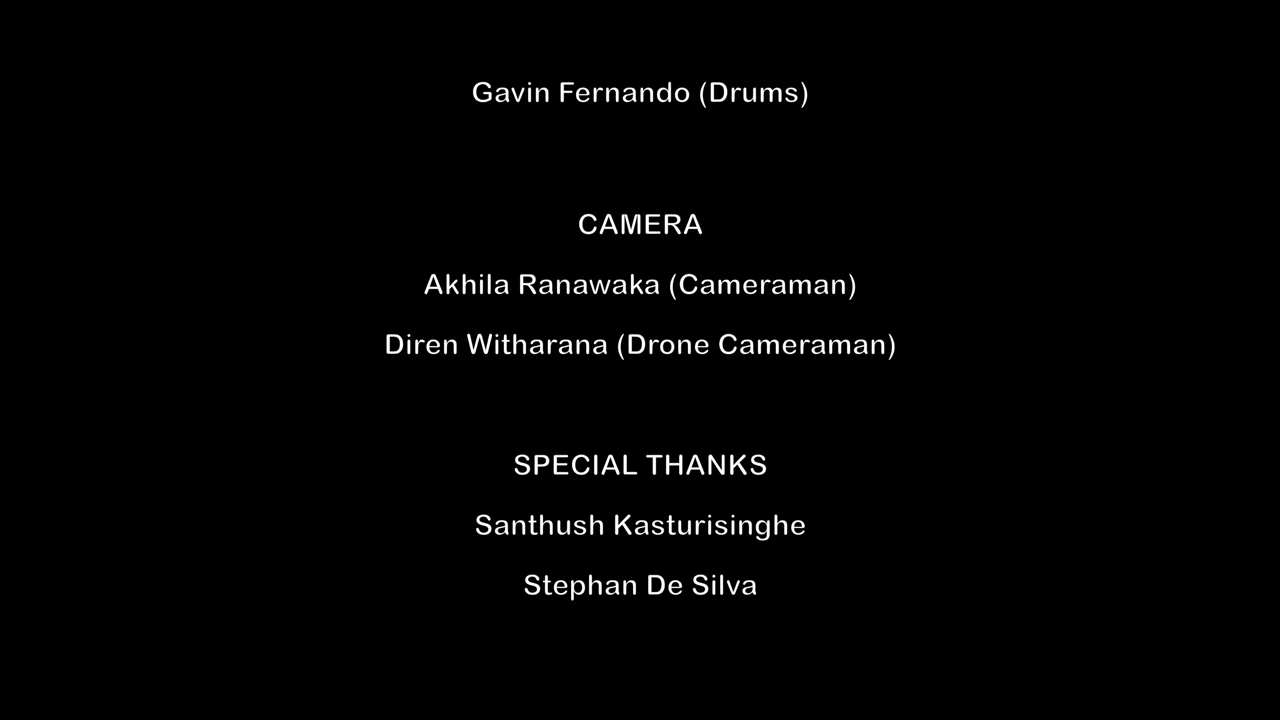 Gavin Fernando (Drums)
CAMERA
Akhila Ranawaka (Cameraman)
Diren Witharana (Drone Cameraman)
SPECIAL THANKS
Santhush Kasturisinghe
Stephan De Silva